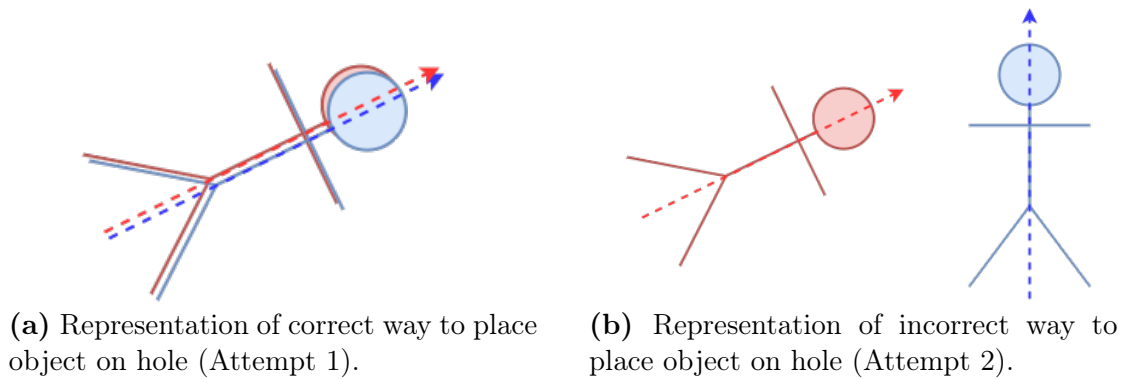 (a) Representation of correct way to place
object on hole (Attempt 1).
(b) Representation of incorrect way to
place object on hole (Attempt 2).